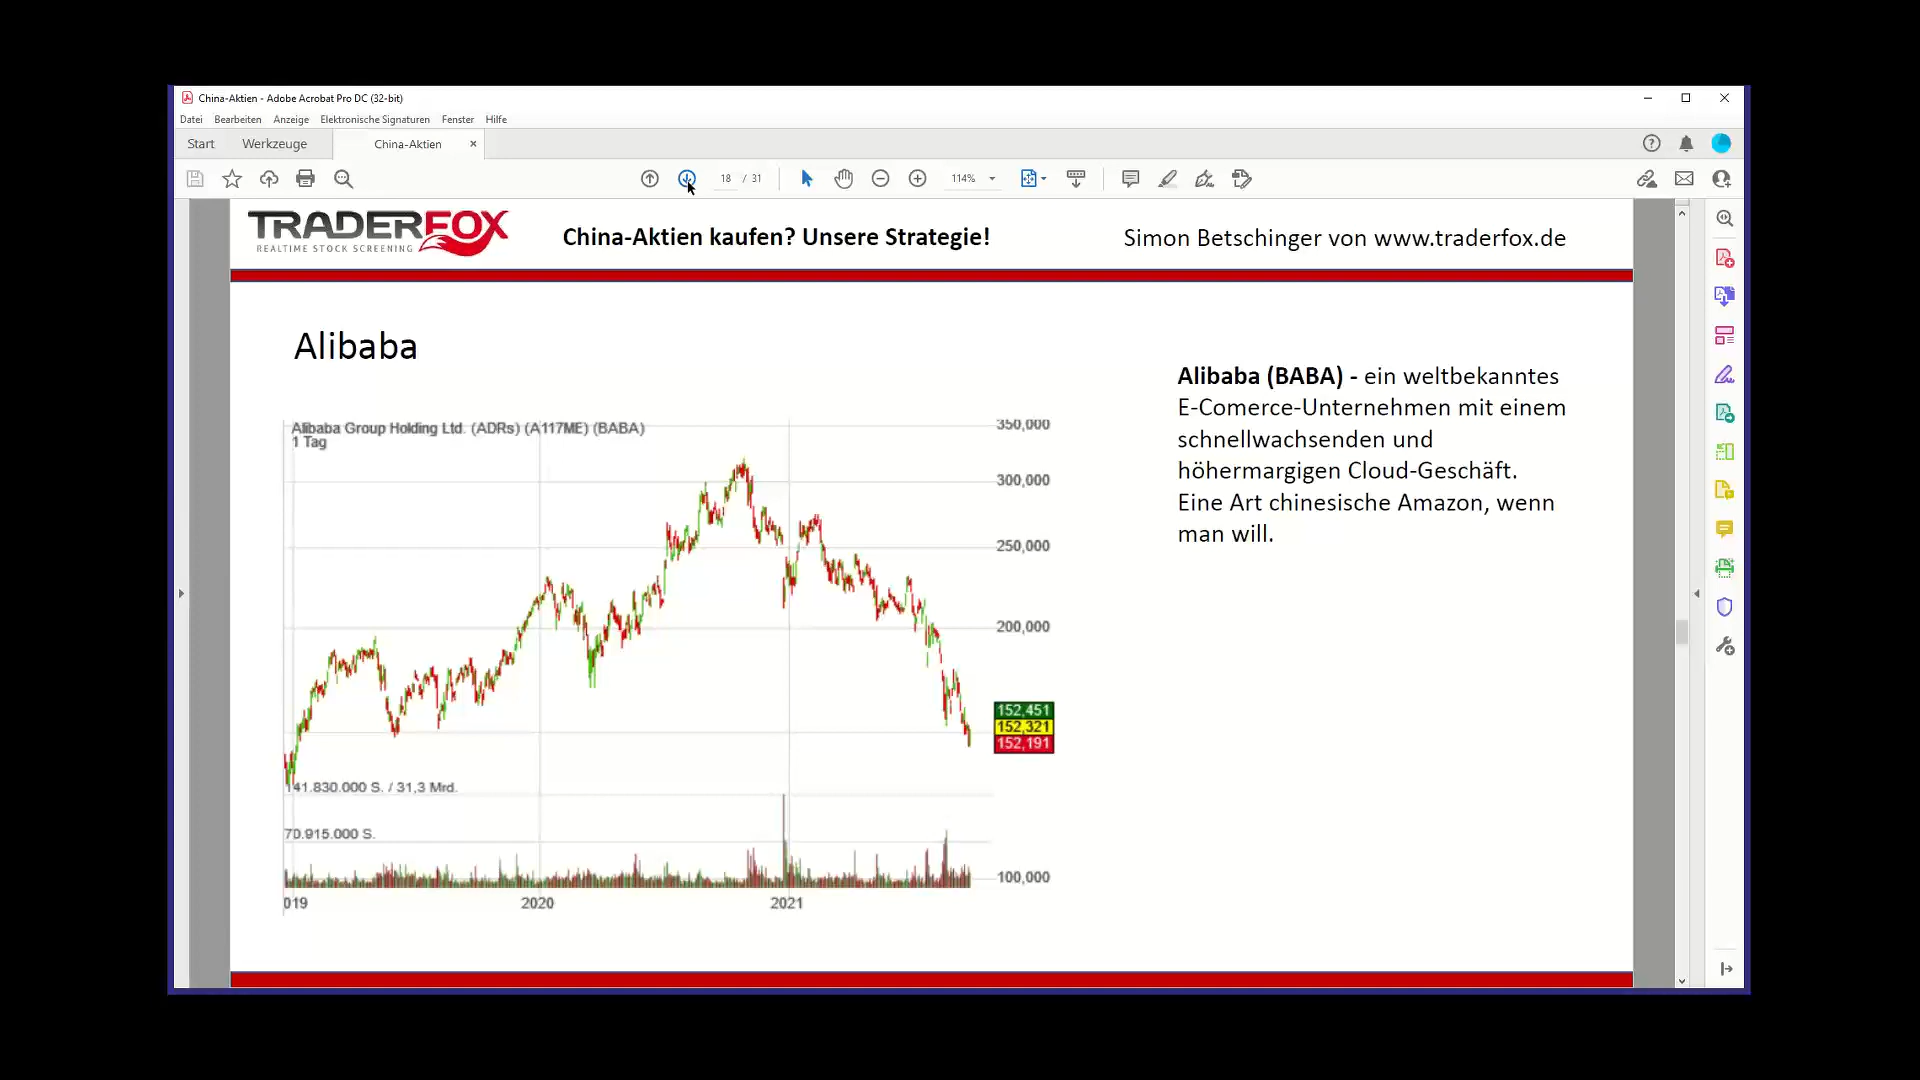 China-Aktien - Adobe Acrobat Pro DC (32-bit)
Datei Bearbeiten Anzeige Elektronische Signaturen Fenster Hilfe
Start Werkzeuge China-Aktien
18 / 31 114%
TRADERFOX
REALTIME STOCK SCREENING
China-Aktien kaufen? Unsere Strategie!
Simon Betschinger von www.traderfox.de
Alibaba
Alibaba (BABA) - ein weltbekanntes
E-Comerce-Unternehmen mit einem
schnellwachsenden und
höhermargigen Cloud-Geschäft.
Eine Art chinesische Amazon, wenn
man will.
Alibaba Group Holding Ltd. (ADRs) (A117ME) (BABA)
1 Tag
350,000
300,000
250,000
200,000
152,451
152,321
152,191
141.830.000 S. / 31,3 Mrd.
70.915.000 S.
100,000
019 2020 2021